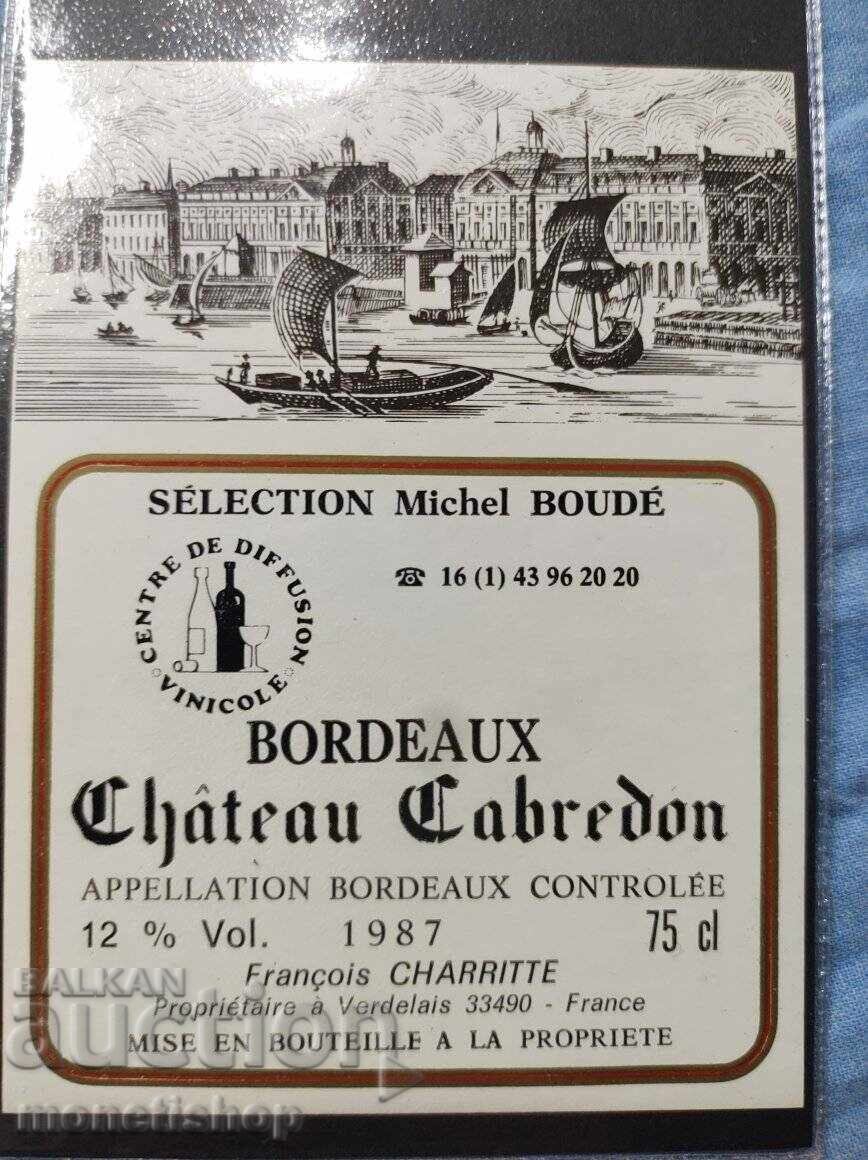 SÉLECTION Michel BOUDÉ
CENTRE DE DIFFUSION VINICOLE
☎ 16 (1) 43 96 20 20
BORDEAUX
Château Cabredon
APPELLATION BORDEAUX CONTROLÉE
12 % Vol. 1987 75 cl
François CHARRITTE
Propriétaire à Verdelais 33490 - France
MISE EN BOUTEILLE A LA PROPRIETE
BALKAN
auction
monetishop